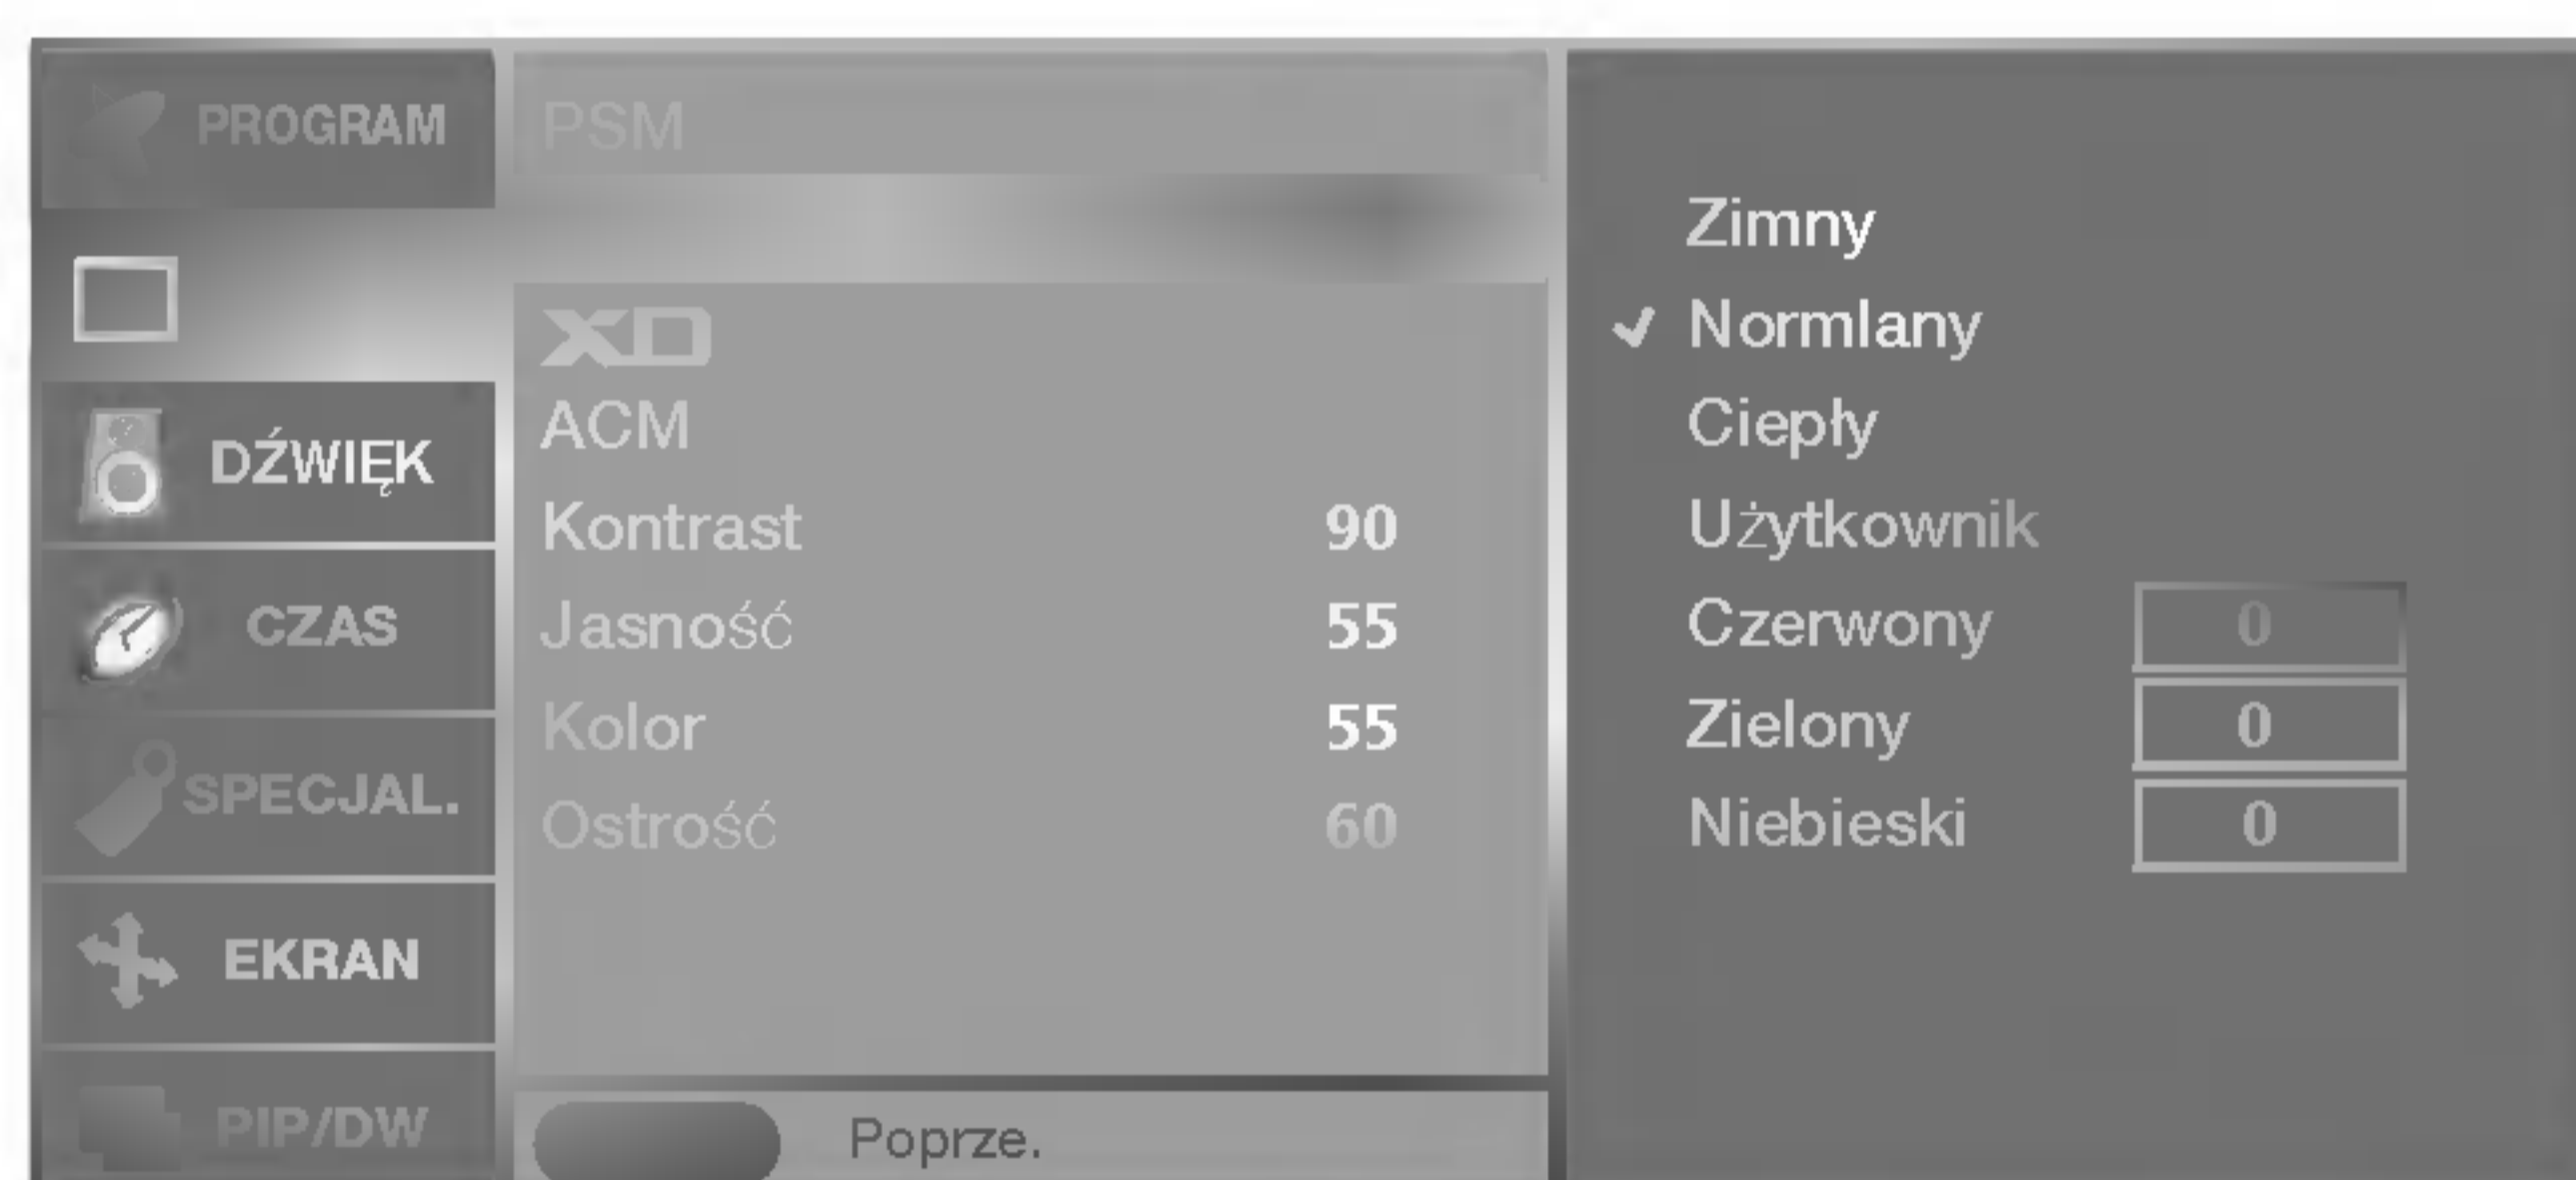 PROGRAM
DŹWIĘK
CZAS
SPECJAL.
EKRAN
PIP/DW
PSM
XD
ACM
Kontrast 90
Jasność 55
Kolor 55
Ostrość 60
Poprze.
Zimny
Normlany
Ciepły
Użytkownik
Czerwony 0
Zielony 0
Niebieski 0